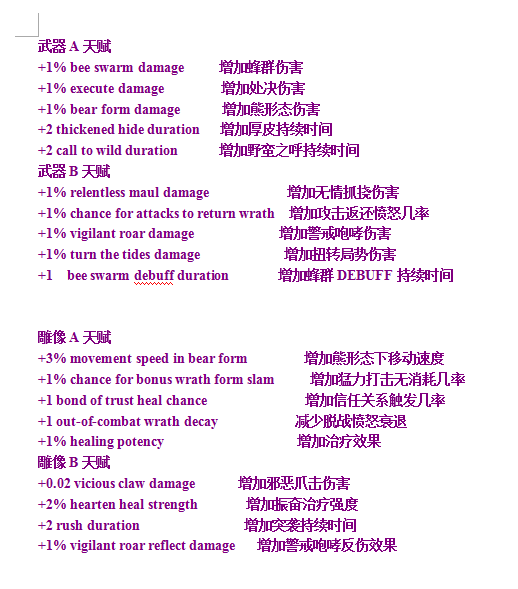 武器 A 天赋
+1% bee swarm damage 增加蜂群伤害
+1% execute damage 增加处决伤害
+1% bear form damage 增加熊形态伤害
+2 thickened hide duration 增加厚皮持续时间
+2 call to wild duration 增加野蛮之呼持续时间
武器 B 天赋
+1% relentless maul damage 增加无情抓挠伤害
+1% chance for attacks to return wrath 增加攻击返还愤怒几率
+1% vigilant roar damage 增加警戒咆哮伤害
+1% turn the tides damage 增加扭转局势伤害
+1 bee swarm debuff duration 增加蜂群 DEBUFF 持续时间
雕像 A 天赋
+3% movement speed in bear form 增加熊形态下移动速度
+1% chance for bonus wrath form slam 增加猛力打击无消耗几率
+1 bond of trust heal chance 增加信任关系触发几率
+1 out-of-combat wrath decay 减少脱战愤怒衰退
+1% healing potency 增加治疗效果
雕像 B 天赋
+0.02 vicious claw damage 增加邪恶爪击伤害
+2% hearten heal strength 增加振奋治疗强度
+2 rush duration 增加突袭持续时间
+1% vigilant roar reflect damage 增加警戒咆哮反伤效果